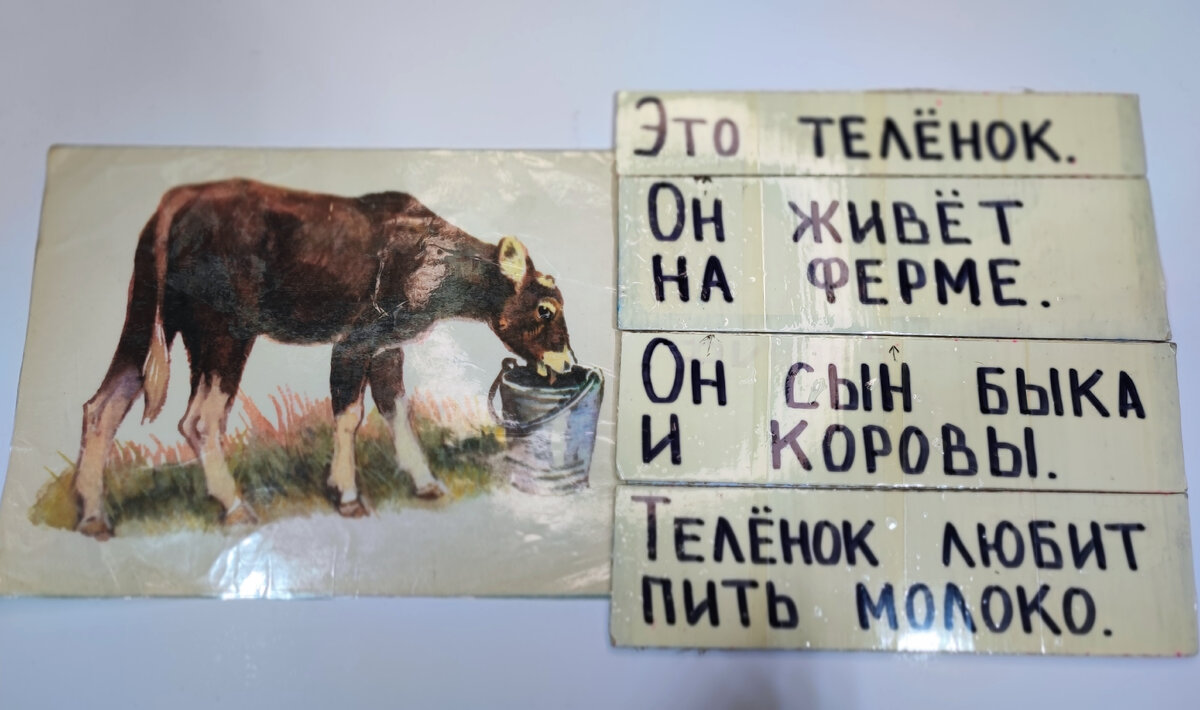 Это телёнок.
Он живёт
на ферме.
Он сын быка
и коровы.
Телёнок любит
пить молоко.